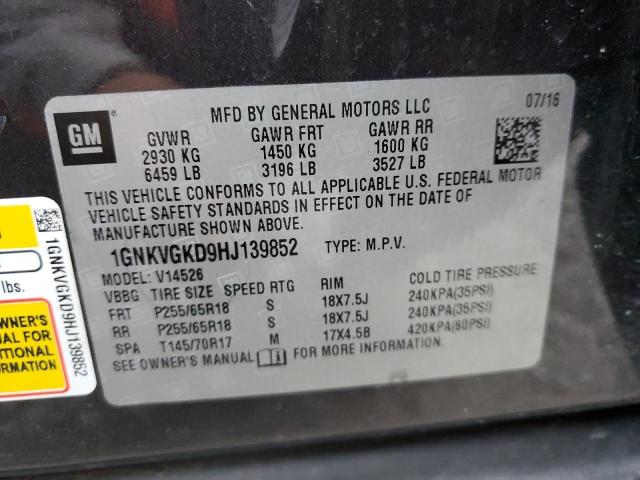 GM
MFD BY GENERAL MOTORS LLC
07/16
GVWR GAWR FRT GAWR RR
2930 KG 1450 KG 1600 KG
6459 LB 3196 LB 3527 LB
THIS VEHICLE CONFORMS TO ALL APPLICABLE U.S. FEDERAL MOTOR
VEHICLE SAFETY STANDARDS IN EFFECT ON THE DATE OF
MANUFACTURE SHOWN ABOVE.
1GNKVGKD9HJ139852 TYPE: M.P.V.
MODEL: V14526
VBBG TIRE SIZE SPEED RTG RIM COLD TIRE PRESSURE
FRT P255/65R18 S 18X7.5J 240KPA(35PSI)
RR P255/65R18 S 18X7.5J 240KPA(35PSI)
SPA T145/70R17 M 17X4.5B 420KPA(60PSI)
SEE OWNER'S MANUAL FOR MORE INFORMATION.
1GNKVGKD9HJ139852
lbs.
OWNER'S
MANUAL FOR